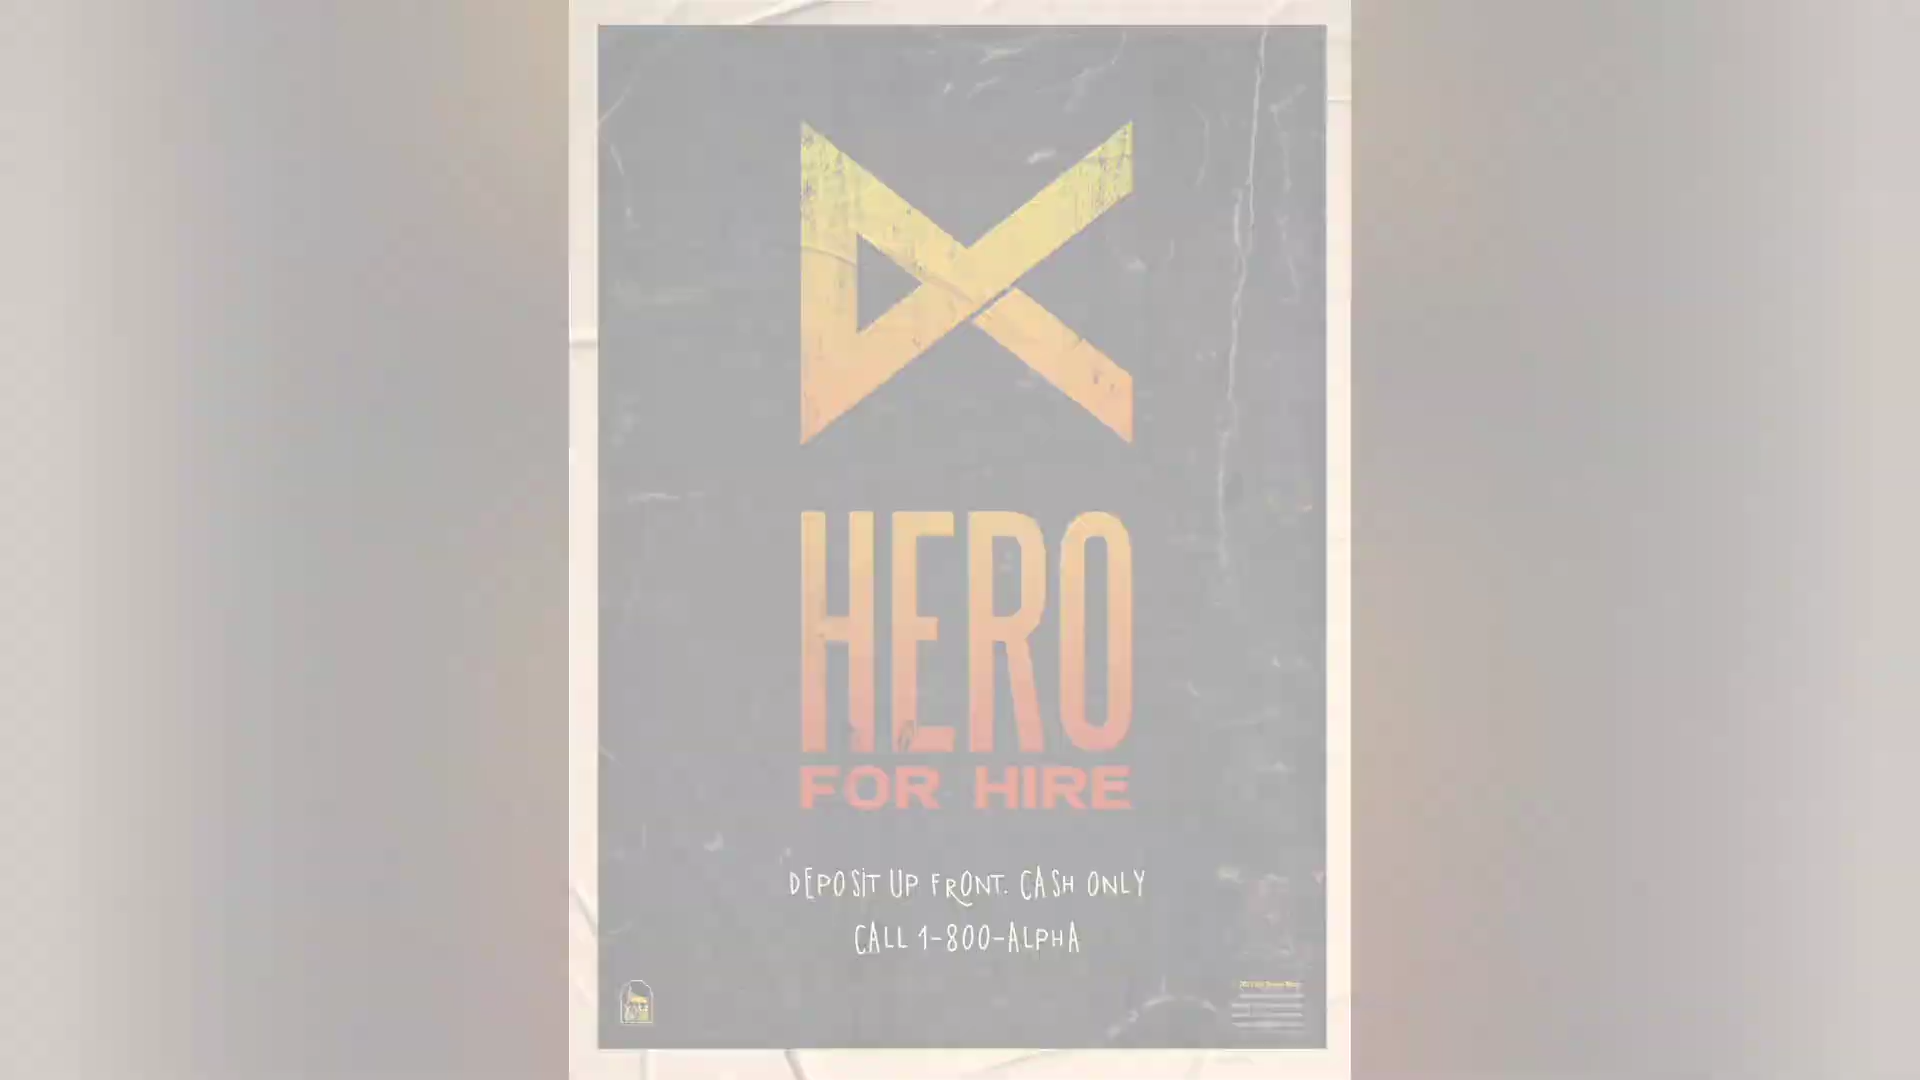 HERO
FOR HIRE
DEPOSIT UP FRONT. CASH ONLY
CALL 1-800-ALPHA